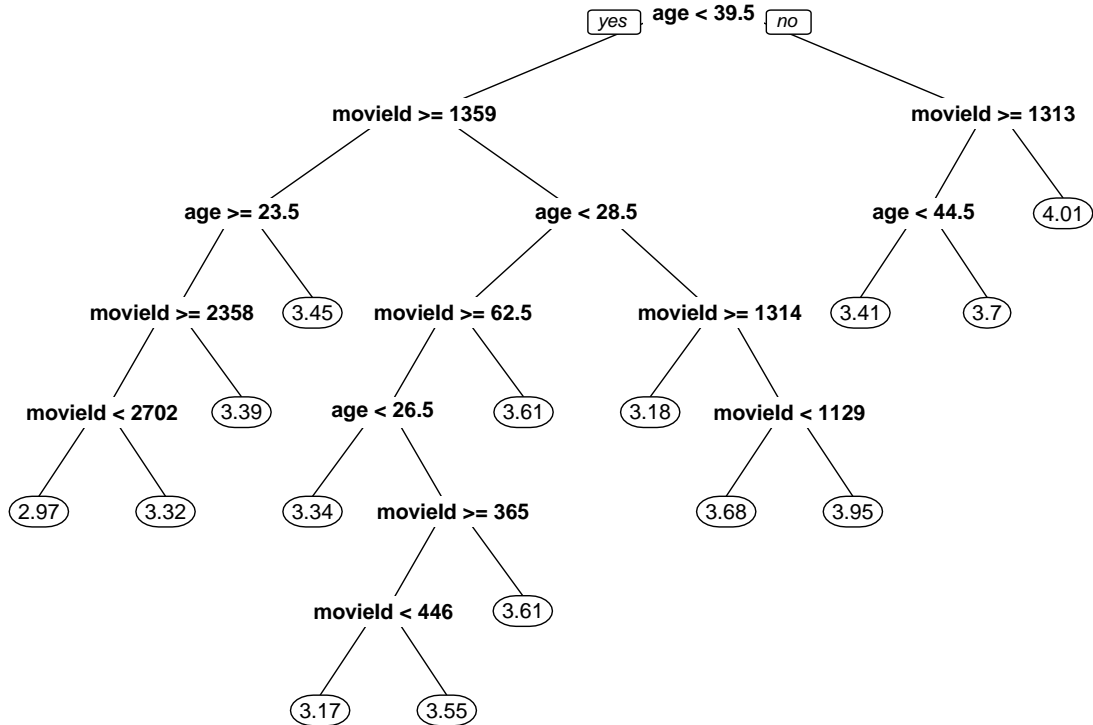 yes age < 39.5 no
movieId >= 1359 movieId >= 1313
age >= 23.5 age < 28.5 age < 44.5 4.01
movieId >= 2358 3.45 movieId >= 62.5 movieId >= 1314 3.41 3.7
movieId < 2702 3.39 age < 26.5 3.61 3.18 movieId < 1129
2.97 3.32 3.34 movieId >= 365 3.68 3.95
movieId < 446 3.61
3.17 3.55